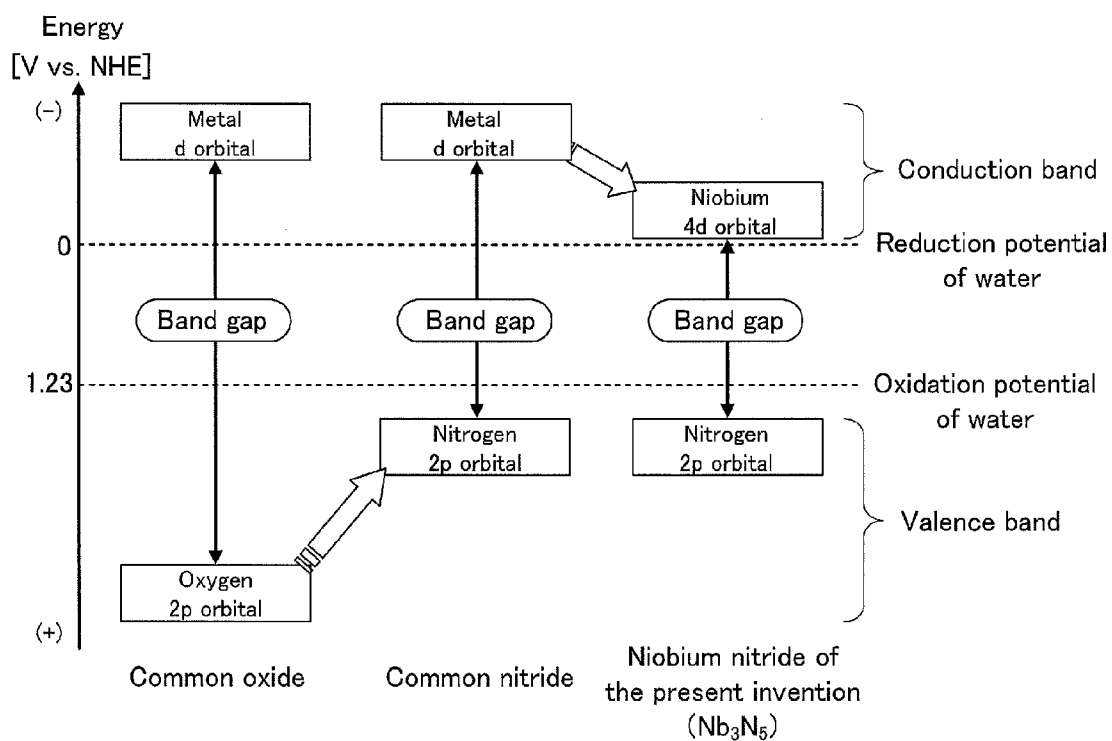 Energy
[V vs. NHE]
(-)
Metal
d orbital
Metal
d orbital
Niobium
4d orbital
Conduction band
0
Reduction potential
of water
Band gap
Band gap
Band gap
1.23
Oxidation potential
of water
Nitrogen
2p orbital
Nitrogen
2p orbital
Valence band
Oxygen
2p orbital
(+)
Common oxide
Common nitride
Niobium nitride of
the present invention
(Nb₃N₅)